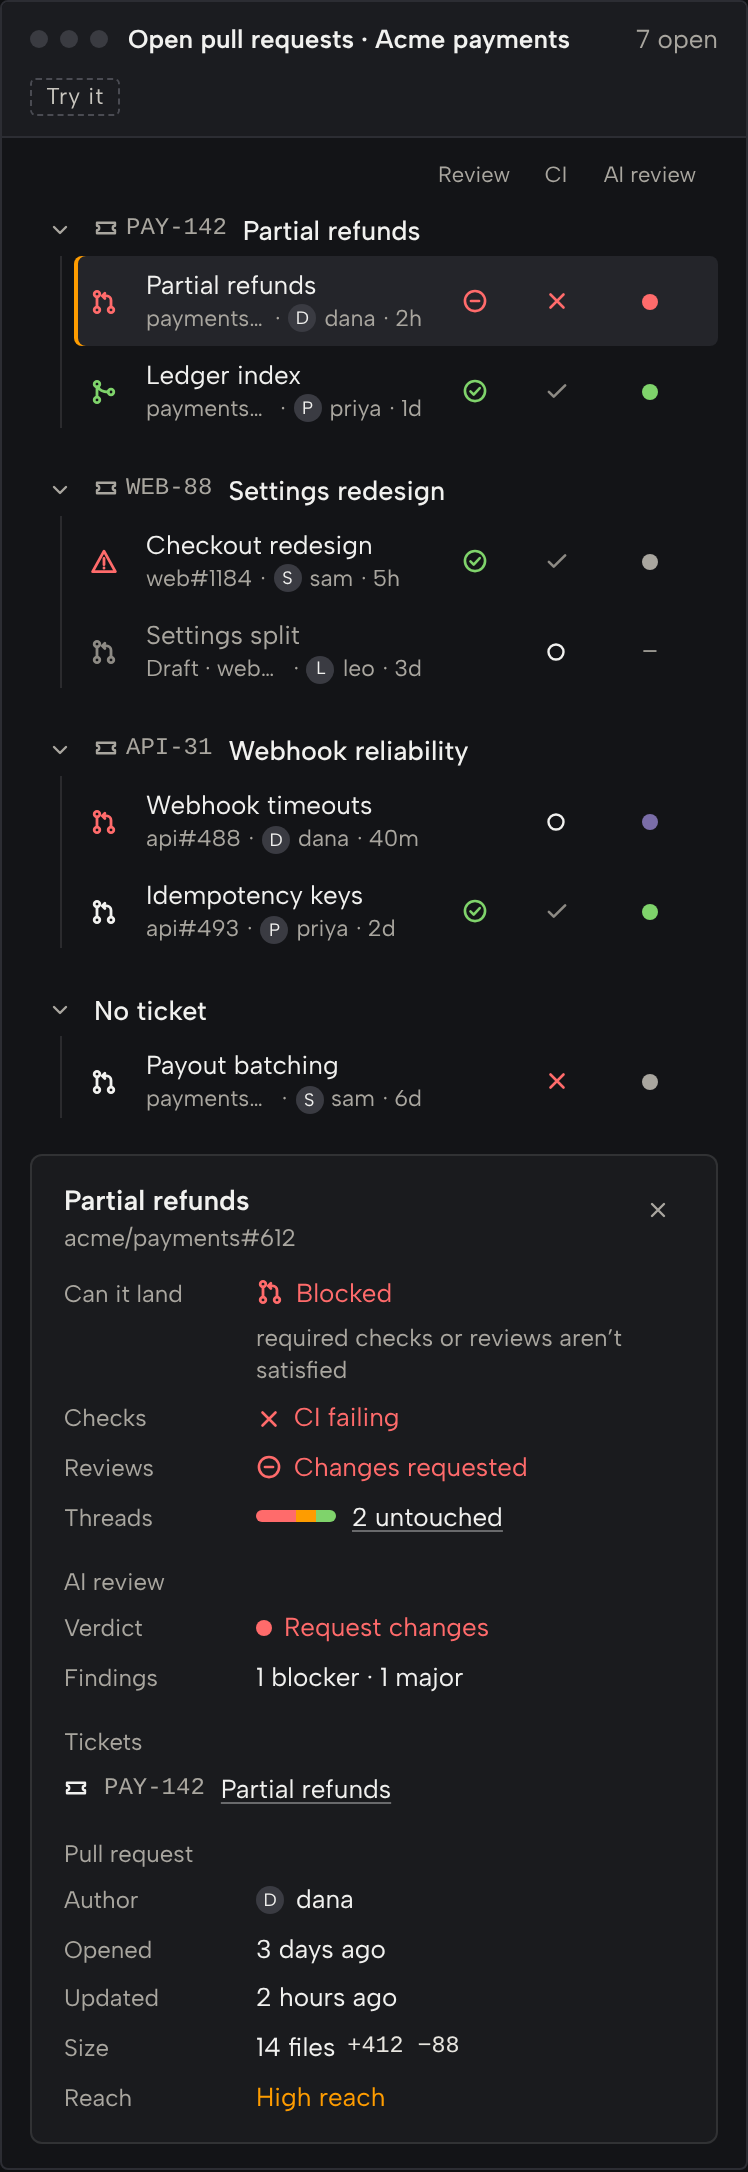 Open pull requests · Acme payments 7 open
Try it
Review CI AI review
PAY-142 Partial refunds
Partial refunds
payments… · D dana · 2h
Ledger index
payments… · P priya · 1d
WEB-88 Settings redesign
Checkout redesign
web#1184 · S sam · 5h
Settings split
Draft · web… · L leo · 3d
API-31 Webhook reliability
Webhook timeouts
api#488 · D dana · 40m
Idempotency keys
api#493 · P priya · 2d
No ticket
Payout batching
payments… · S sam · 6d
Partial refunds
acme/payments#612
Can it land Blocked
required checks or reviews aren’t
satisfied
Checks CI failing
Reviews Changes requested
Threads 2 untouched
AI review
Verdict Request changes
Findings 1 blocker · 1 major
Tickets
PAY-142 Partial refunds
Pull request
Author D dana
Opened 3 days ago
Updated 2 hours ago
Size 14 files +412 −88
Reach High reach